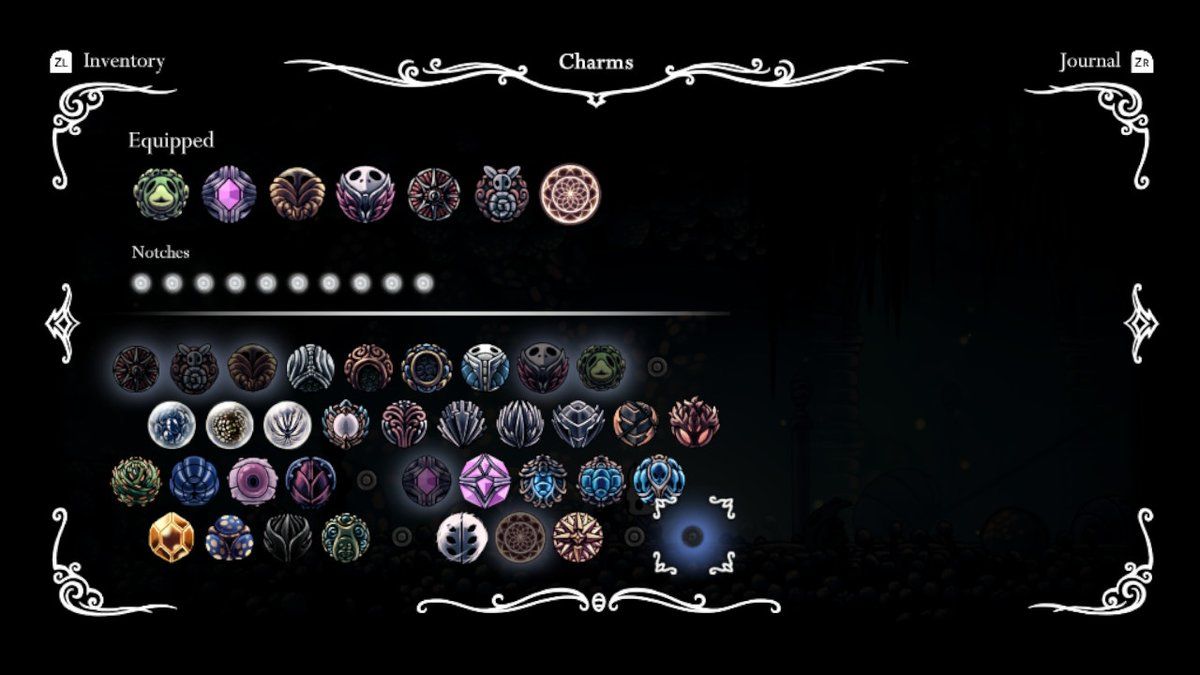 ZL Inventory
Charms
Journal ZR
Equipped
Notches